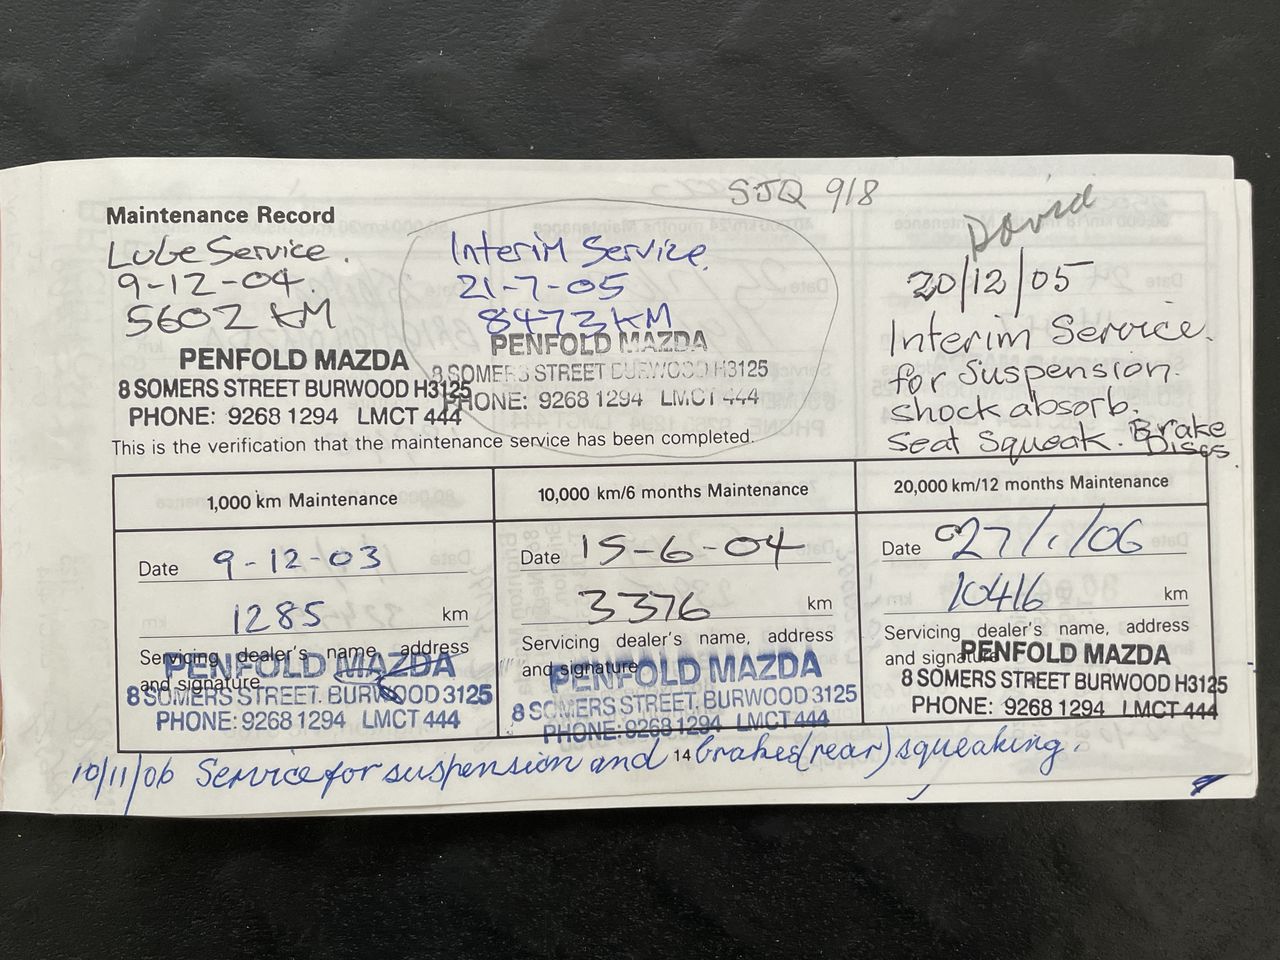 SJQ 918
David
Maintenance Record
Lube Service.
9-12-04.
5602 KM
PENFOLD MAZDA
8 SOMERS STREET BURWOOD H3125
PHONE: 9268 1294 LMCT 444
Interim Service.
21-7-05
8473 KM
PENFOLD MAZDA
8 SOMERS STREET BURWOOD H3125
PHONE: 9268 1294 LMCT 444
20/12/05
Interim Service.
for Suspension.
shock absorb.
Seat Squeak. Brake Discs.
This is the verification that the maintenance service has been completed.
1,000 km Maintenance
Date 9-12-03
1285 km
Servicing dealer's name, address
and signature
PENFOLD MAZDA
8 SOMERS STREET. BURWOOD 3125
PHONE: 9268 1294 LMCT 444
10,000 km/6 months Maintenance
Date 15-6-04
3376 km
Servicing dealer's name, address
and signature
PENFOLD MAZDA
8 SOMERS STREET. BURWOOD 3125
PHONE: 9268 1294 LMCT 444
20,000 km/12 months Maintenance
Date 27/1/06
10416 km
Servicing dealer's name, address
and signature
PENFOLD MAZDA
8 SOMERS STREET BURWOOD H3125
PHONE: 9268 1294 LMCT 444
14
10/11/06 Service for suspension and brakes (rear) squeaking.